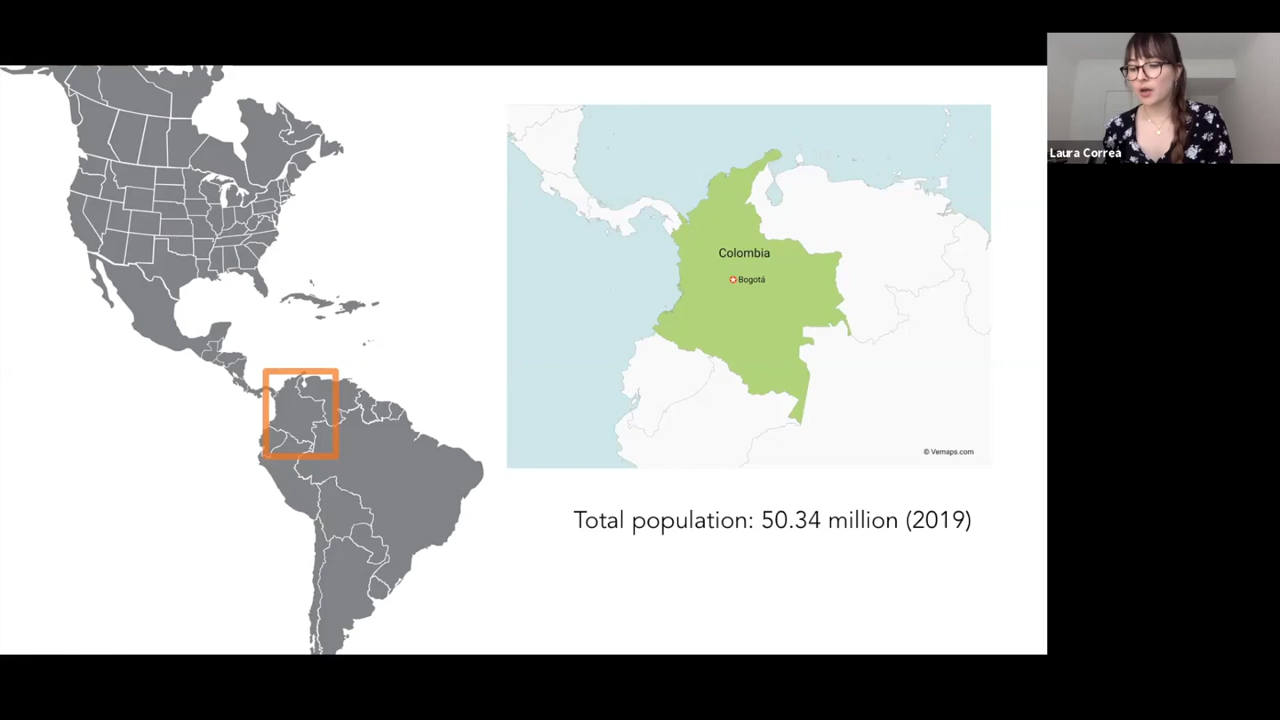 Laura Correa
Colombia
Bogotá
© Vemaps.com
Total population: 50.34 million (2019)